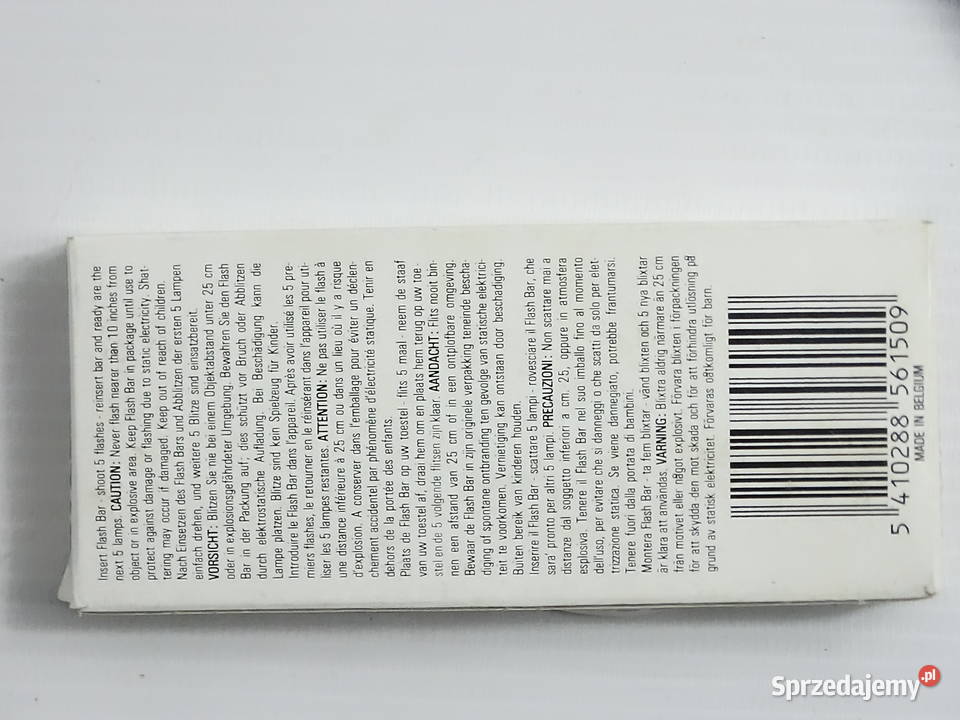 Insert Flash Bar - shoot 5 flashes - reinsert bar and ready are the
next 5 lamps. CAUTION: Never flash nearer than 10 inches from
object or in explosive area. Keep Flash Bar in package until use to
protect against damage or flashing due to static electricity. Shat-
tering may occur if damaged. Keep out of reach of children.
Nach Einsetzen des Flash Bars und Abblitzen der ersten 5 Lampen
einfach drehen, und weitere 5 Blitze sind einsatzbereit.
VORSICHT: Blitzen Sie nie bei einem Objektabstand unter 25 cm
oder in explosionsgefährdeter Umgebung. Bewahren Sie den Flash
Bar in der Packung auf; dies schützt vor Bruch oder Abblitzen
durch elektrostatische Aufladung. Bei Beschädigung kann die
Lampe platzen. Blitze sind kein Spielzeug für Kinder.
Introduire le Flash Bar dans l'appareil. Après avoir utilisé les 5 pre-
miers flashes, le retourner en le réinsérant dans l'appareil pour uti-
liser les 5 lampes restantes. ATTENTION: Ne pas utiliser le flash à
une distance inférieure à 25 cm ou dans un lieu où il y a risque
d'explosion. A conserver dans l'emballage pour éviter un déclen-
chement accidentel par phénomène d'électricité statique. Tenir en
dehors de la portée des enfants.
Plaats de Flash Bar op uw toestel - flits 5 maal - neem de staaf
van uw toestel af, draai hem om en plaats hem terug op uw toe-
stel en de 5 volgende flitsen zijn klaar. AANDACHT: Flits nooit bin-
nen een afstand van 25 cm of in een ontplofbare omgeving.
Bewaar de Flash Bar in zijn originele verpakking teneinde bescha-
diging of spontane ontbranding ten gevolge van statische elektrici-
teit te voorkomen. Verwonding kan ontstaan door beschadiging.
Buiten bereik van kinderen houden.
Inserire il Flash Bar - scattare 5 lampi - rovesciare il Flash Bar, che
sara' pronto per altri 5 lampi. PRECAUZION: Non scattare mai a
distanze dal soggetto inferiori a cm. 25, oppure in atmosfera
esplosiva. Tenere il Flash Bar nel suo imballo fino al momento
dell'uso, per evitare che si danneggi o che scatti da solo per elet-
trizzazione statica. Se viene danneggiato, potrebbe frantumarsi.
Tenere fuori dalla portata di bambini.
Montera Flash Bar - ta fem blixtar - vänd blixten och 5 nya blixtar
är klara att användas. VARNING: Blixtra aldrig närmare än 25 cm
från motivet eller något explosivt. Förvara blixten i förpackningen
för att skydda den mot skada och för att förhindra utlösning på
grund av statisk elektricitet. Förvaras oåtkomligt för barn.
5 410288 561509
MADE IN BELGIUM
Sprzedajemy.pl